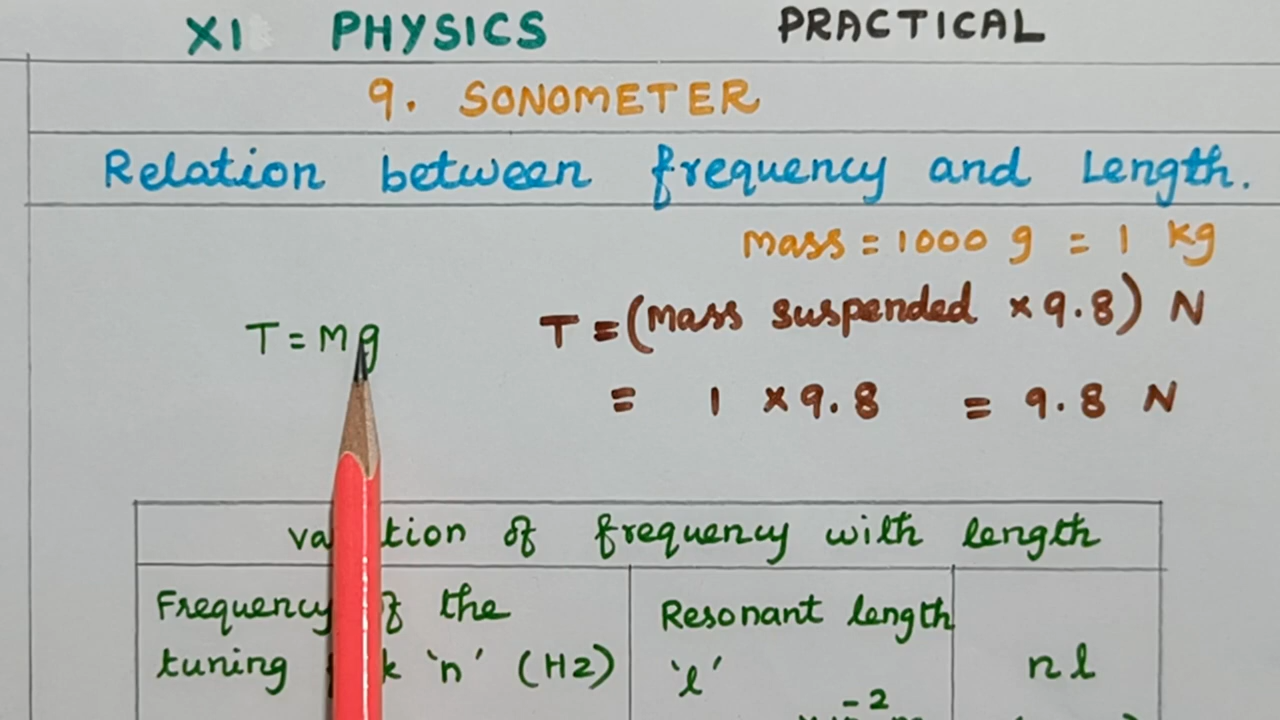 XI PHYSICS PRACTICAL
9. SONOMETER
Relation between frequency and Length.
Mass = 1000 g = 1 kg
T = Mg
T = (Mass suspended × 9.8) N
= 1 × 9.8 = 9.8 N
of frequency with length
Frequency the
tuning 'n' (Hz)
Resonant length
'l'
nl